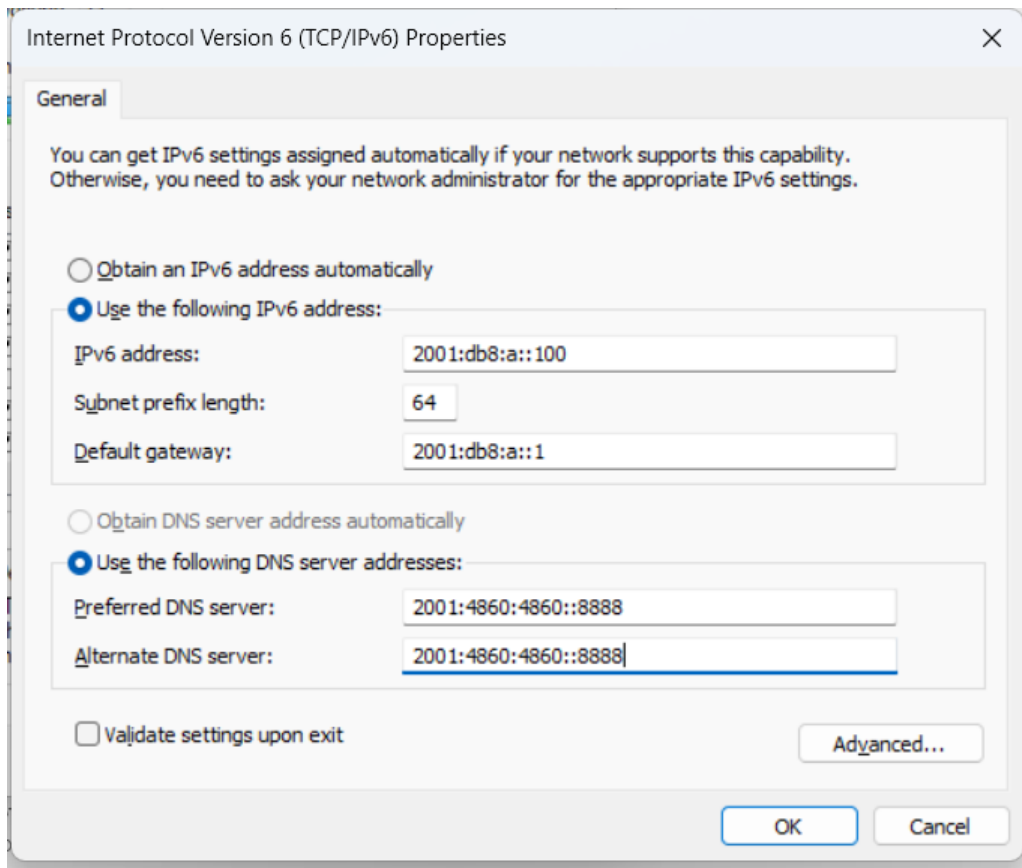 Internet Protocol Version 6 (TCP/IPv6) Properties
General
You can get IPv6 settings assigned automatically if your network supports this capability.
Otherwise, you need to ask your network administrator for the appropriate IPv6 settings.
Obtain an IPv6 address automatically
Use the following IPv6 address:
IPv6 address: 2001:db8:a::100
Subnet prefix length: 64
Default gateway: 2001:db8:a::1
Obtain DNS server address automatically
Use the following DNS server addresses:
Preferred DNS server: 2001:4860:4860::8888
Alternate DNS server: 2001:4860:4860::8888
Validate settings upon exit
Advanced...
OK Cancel